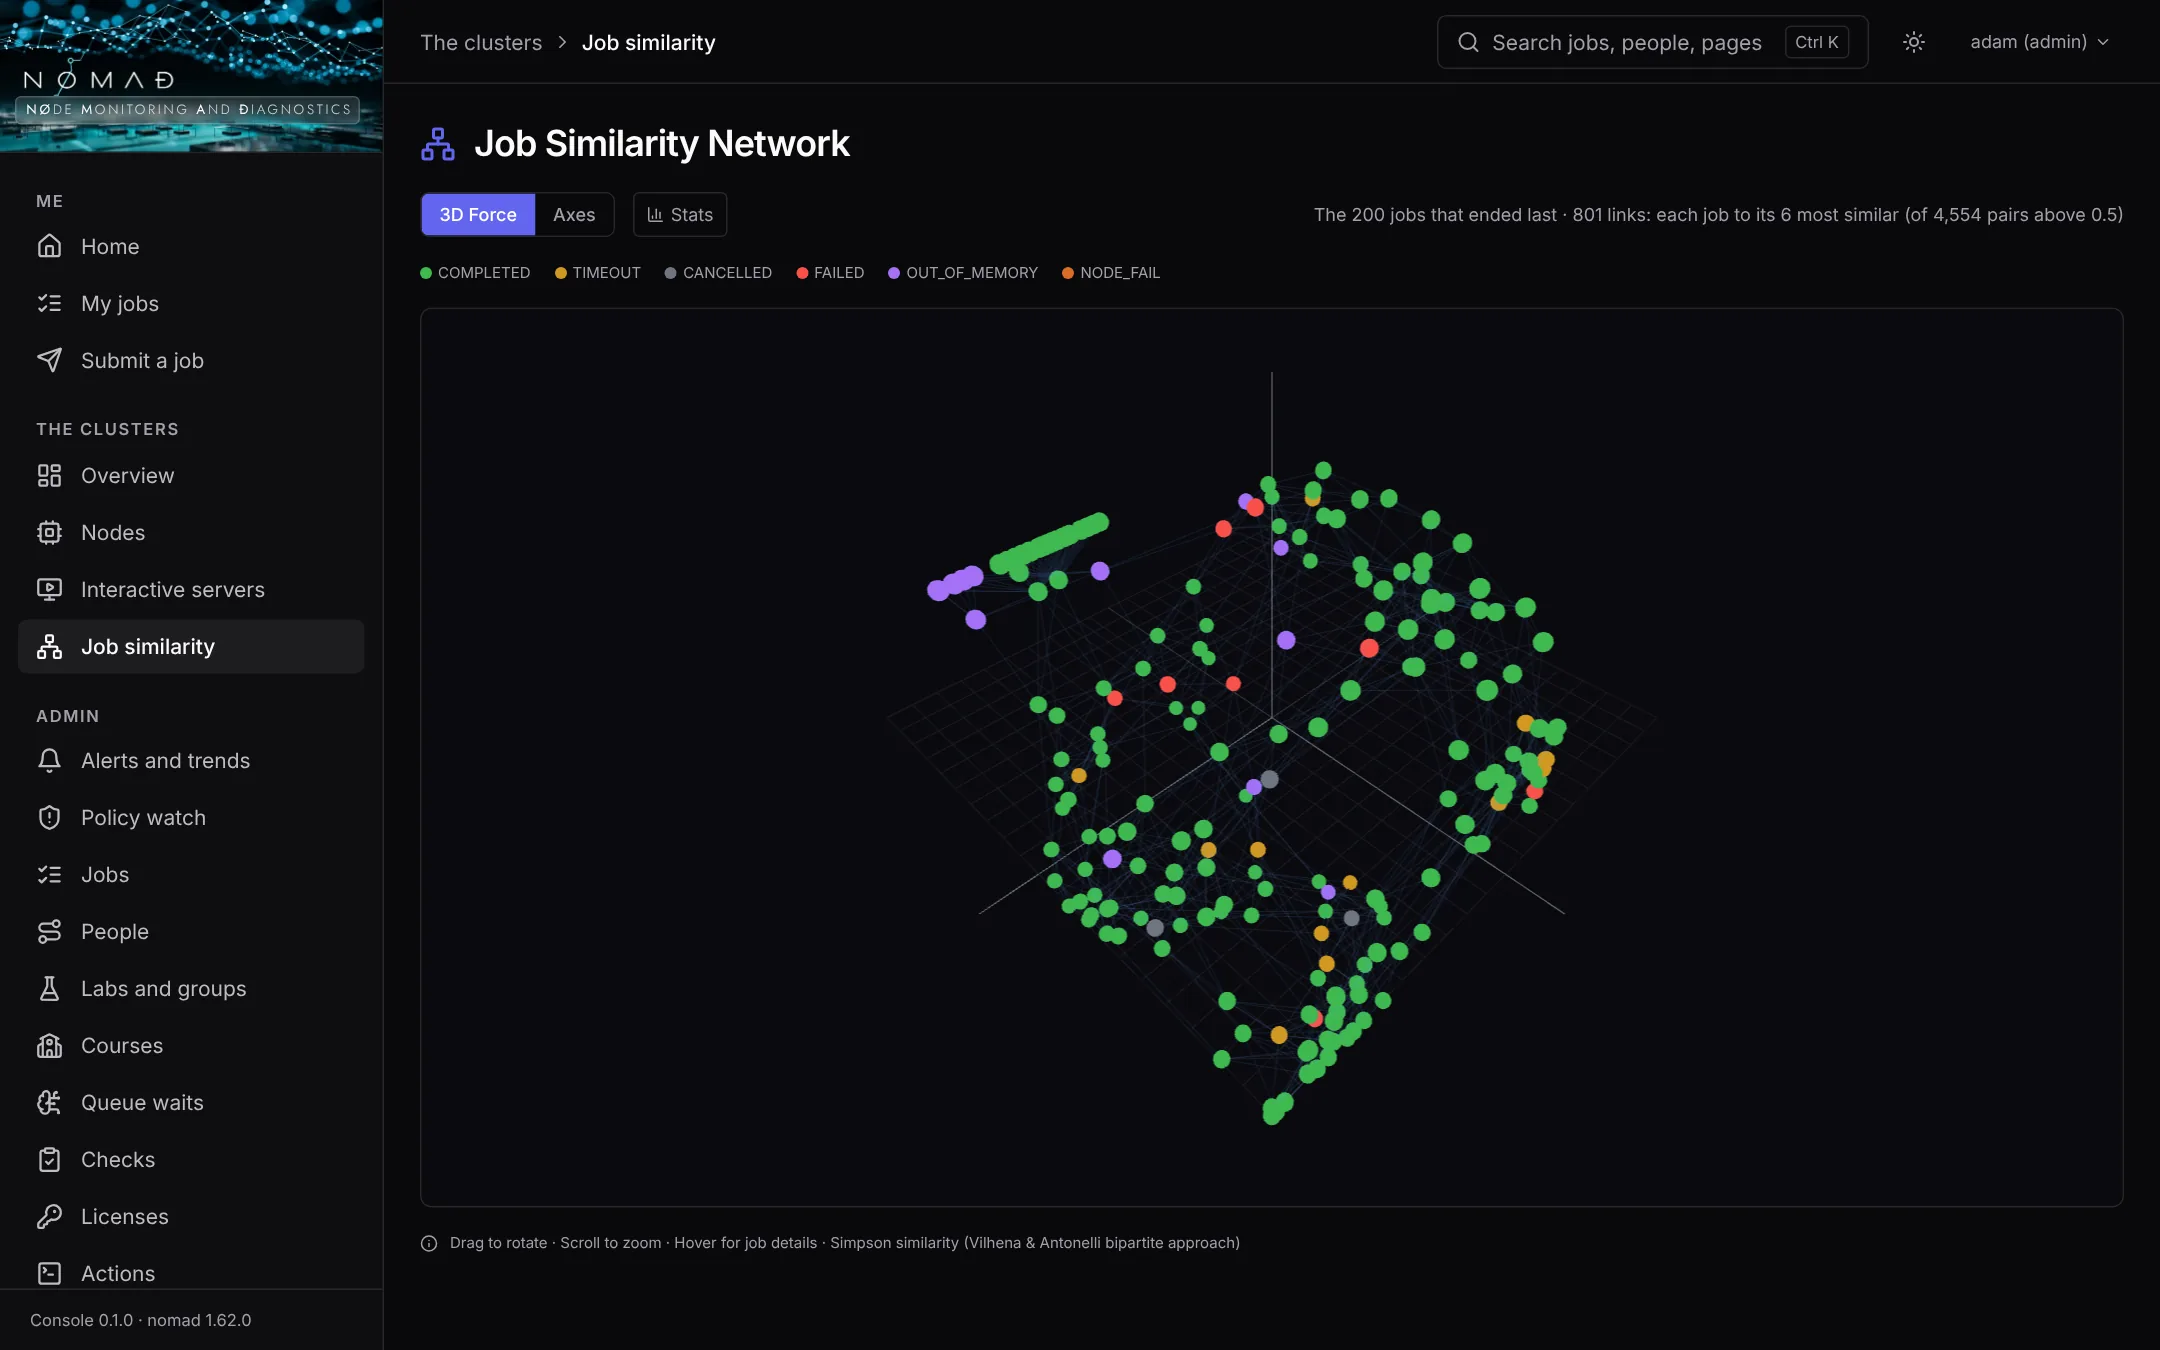 NØMAÐ
NØDE MONITORING AND ÐIAGNOSTICS
The clusters > Job similarity
Search jobs, people, pages
Ctrl K
adam (admin)
ME
Home
My jobs
Submit a job
THE CLUSTERS
Overview
Nodes
Interactive servers
Job similarity
ADMIN
Alerts and trends
Policy watch
Jobs
People
Labs and groups
Courses
Queue waits
Checks
Licenses
Actions
Console 0.1.0 · nomad 1.62.0
Job Similarity Network
3D Force
Axes
Stats
The 200 jobs that ended last · 801 links: each job to its 6 most similar (of 4,554 pairs above 0.5)
COMPLETED TIMEOUT CANCELLED FAILED OUT_OF_MEMORY NODE_FAIL
Drag to rotate · Scroll to zoom · Hover for job details · Simpson similarity (Vilhena & Antonelli bipartite approach)